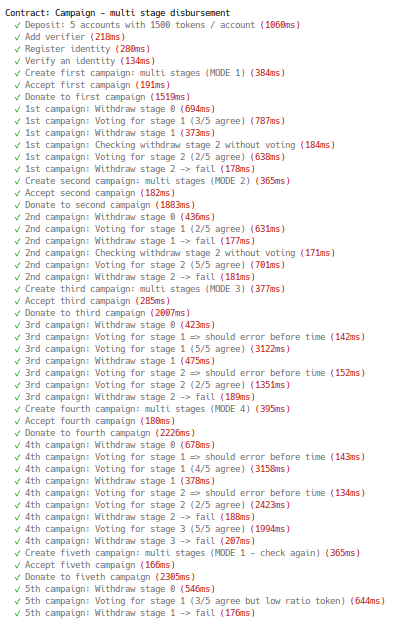 Contract: Campaign - multi stage disbursement
✓ Deposit: 5 accounts with 1500 tokens / account (1060ms)
✓ Add verifier (218ms)
✓ Register identity (280ms)
✓ Verify an identity (134ms)
✓ Create first campaign: multi stages (MODE 1) (384ms)
✓ Accept first campaign (191ms)
✓ Donate to first campaign (1519ms)
✓ 1st campaign: Withdraw stage 0 (694ms)
✓ 1st campaign: Voting for stage 1 (3/5 agree) (787ms)
✓ 1st campaign: Withdraw stage 1 (373ms)
✓ 1st campaign: Checking withdraw stage 2 without voting (184ms)
✓ 1st campaign: Voting for stage 2 (2/5 agree) (638ms)
✓ 1st campaign: Withdraw stage 2 -> fail (178ms)
✓ Create second campaign: multi stages (MODE 2) (365ms)
✓ Accept second campaign (182ms)
✓ Donate to second campaign (1883ms)
✓ 2nd campaign: Withdraw stage 0 (436ms)
✓ 2nd campaign: Voting for stage 1 (2/5 agree) (631ms)
✓ 2nd campaign: Withdraw stage 1 -> fail (177ms)
✓ 2nd campaign: Checking withdraw stage 2 without voting (171ms)
✓ 2nd campaign: Voting for stage 2 (5/5 agree) (701ms)
✓ 2nd campaign: Withdraw stage 2 -> fail (181ms)
✓ Create third campaign: multi stages (MODE 3) (377ms)
✓ Accept third campaign (285ms)
✓ Donate to third campaign (2007ms)
✓ 3rd campaign: Withdraw stage 0 (423ms)
✓ 3rd campaign: Voting for stage 1 => should error before time (142ms)
✓ 3rd campaign: Voting for stage 1 (5/5 agree) (3122ms)
✓ 3rd campaign: Withdraw stage 1 (475ms)
✓ 3rd campaign: Voting for stage 2 => should error before time (152ms)
✓ 3rd campaign: Voting for stage 2 (2/5 agree) (1351ms)
✓ 3rd campaign: Withdraw stage 2 -> fail (189ms)
✓ Create fourth campaign: multi stages (MODE 4) (395ms)
✓ Accept fourth campaign (180ms)
✓ Donate to fourth campaign (2226ms)
✓ 4th campaign: Withdraw stage 0 (678ms)
✓ 4th campaign: Voting for stage 1 => should error before time (143ms)
✓ 4th campaign: Voting for stage 1 (4/5 agree) (3158ms)
✓ 4th campaign: Withdraw stage 1 (378ms)
✓ 4th campaign: Voting for stage 2 => should error before time (134ms)
✓ 4th campaign: Voting for stage 2 (2/5 agree) (2423ms)
✓ 4th campaign: Withdraw stage 2 -> fail (188ms)
✓ 4th campaign: Voting for stage 3 (5/5 agree) (1994ms)
✓ 4th campaign: Withdraw stage 3 -> fail (207ms)
✓ Create fiveth campaign: multi stages (MODE 1 - check again) (365ms)
✓ Accept fiveth campaign (166ms)
✓ Donate to fiveth campaign (2305ms)
✓ 5th campaign: Withdraw stage 0 (546ms)
✓ 5th campaign: Voting for stage 1 (3/5 agree but low ratio token) (644ms)
✓ 5th campaign: Withdraw stage 1 -> fail (176ms)